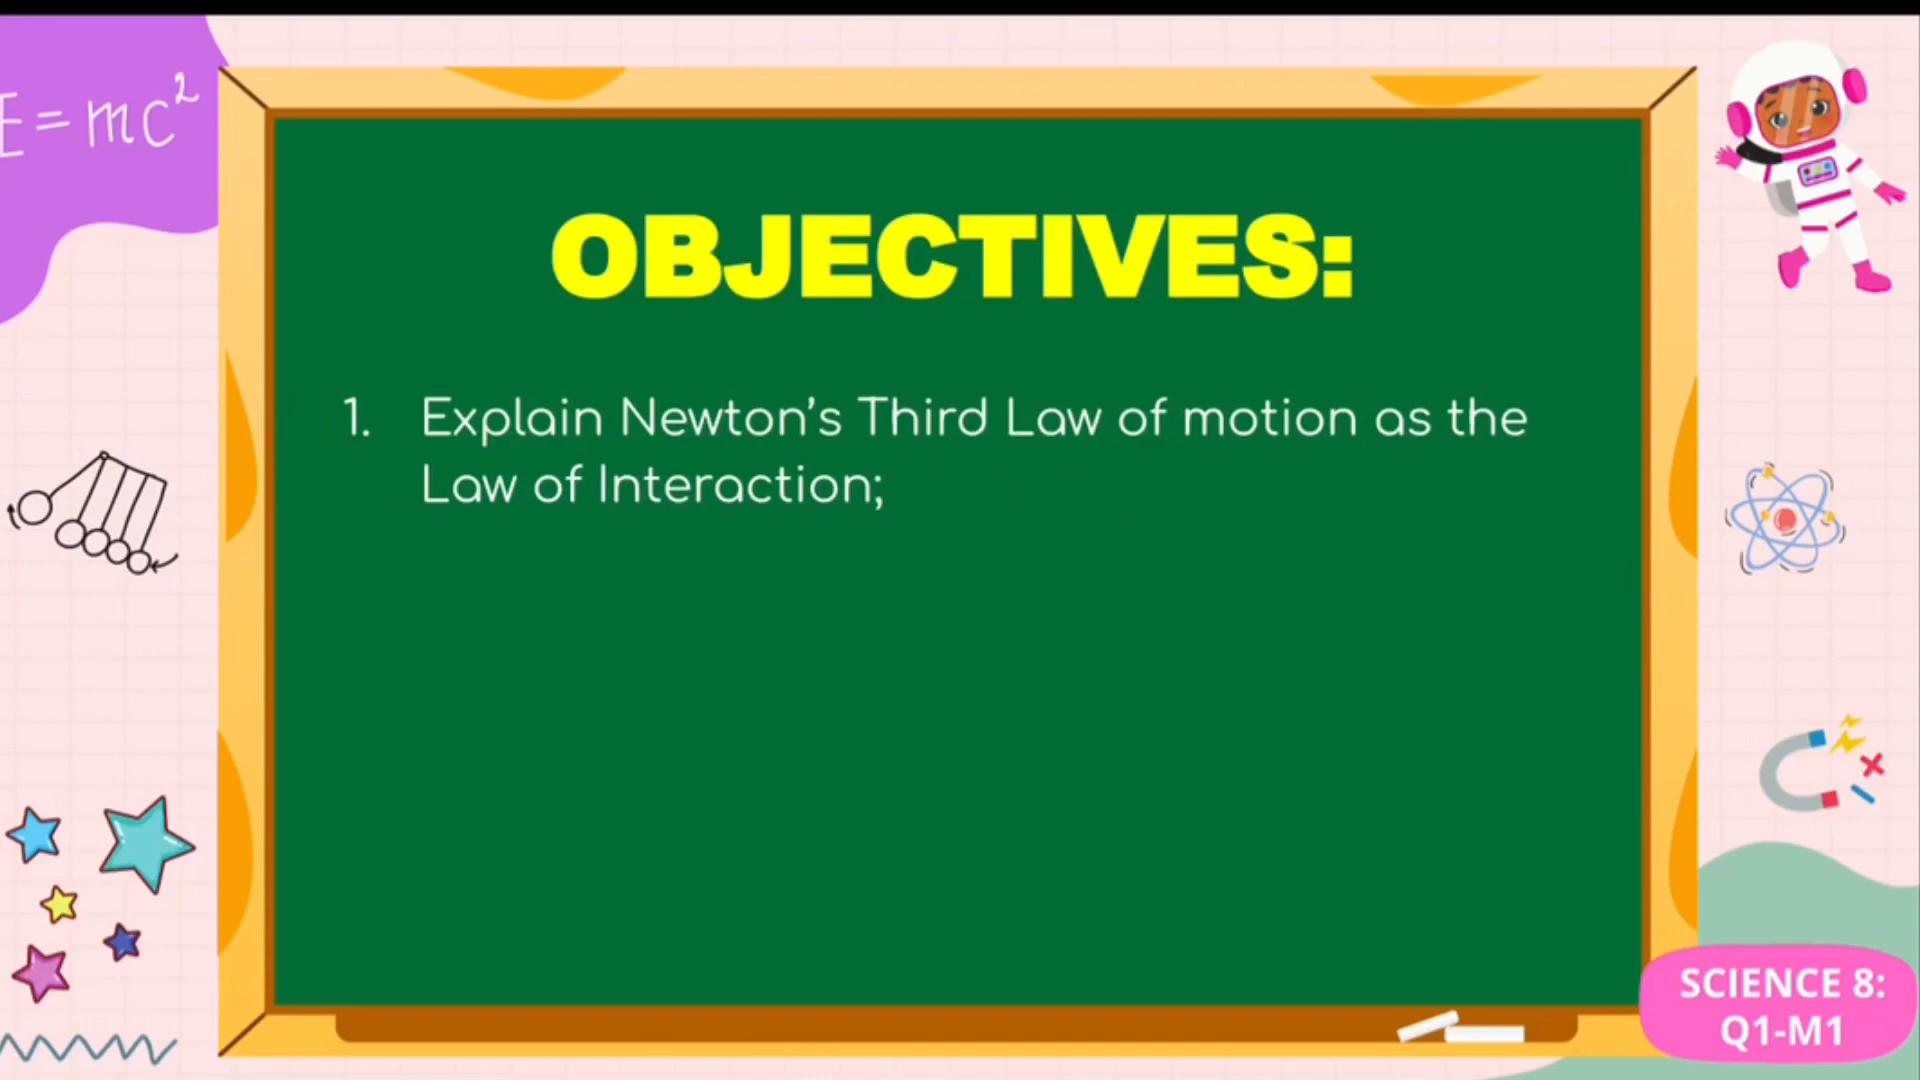 E=mc²
OBJECTIVES:
1. Explain Newton's Third Law of motion as the
Law of Interaction;
SCIENCE 8:
Q1-M1